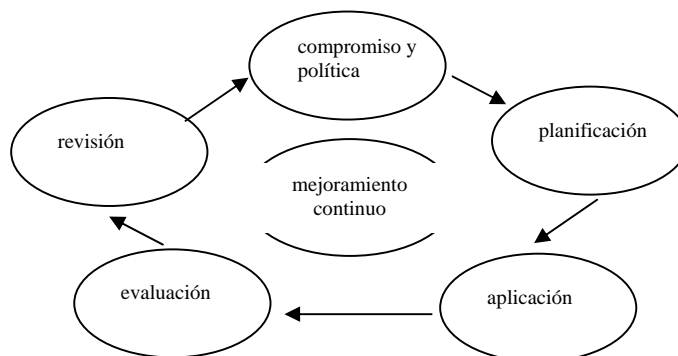 compromiso y
política
planificación
revisión
mejoramiento
continuo
evaluación
aplicación